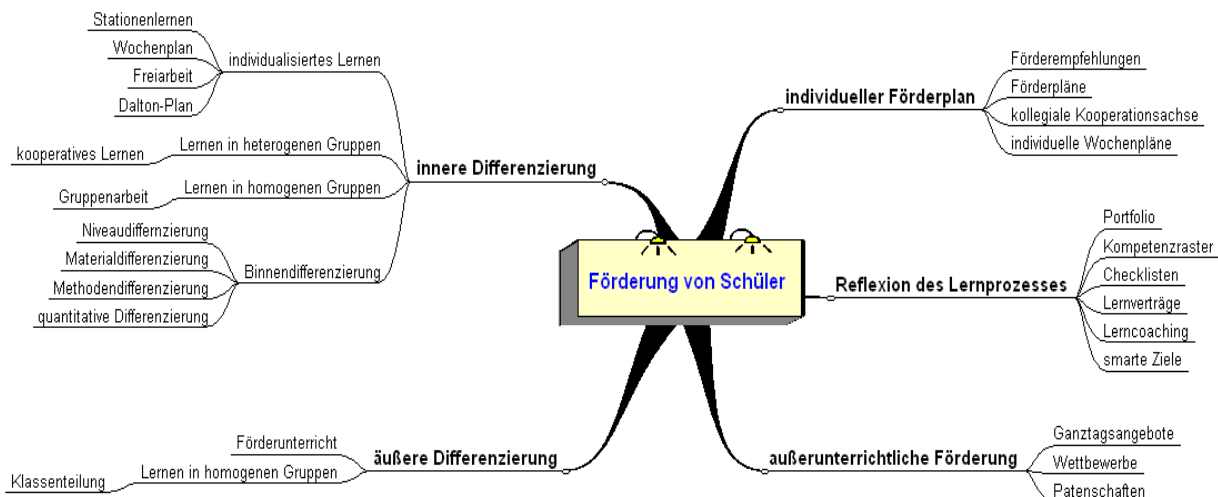 Förderung von Schüler
innere Differenzierung
individualisiertes Lernen
Stationenlernen
Wochenplan
Freiarbeit
Dalton-Plan
Lernen in heterogenen Gruppen
kooperatives Lernen
Lernen in homogenen Gruppen
Gruppenarbeit
Binnendifferenzierung
Niveaudiffernzierung
Materialdifferenzierung
Methodendifferenzierung
quantitative Differenzierung
äußere Differenzierung
Förderunterricht
Lernen in homogenen Gruppen
Klassenteilung
individueller Förderplan
Förderempfehlungen
Förderpläne
kollegiale Kooperationsachse
individuelle Wochenpläne
Reflexion des Lernprozesses
Portfolio
Kompetenzraster
Checklisten
Lernverträge
Lerncoaching
smarte Ziele
außerunterrichtliche Förderung
Ganztagsangebote
Wettbewerbe
Patenschaften